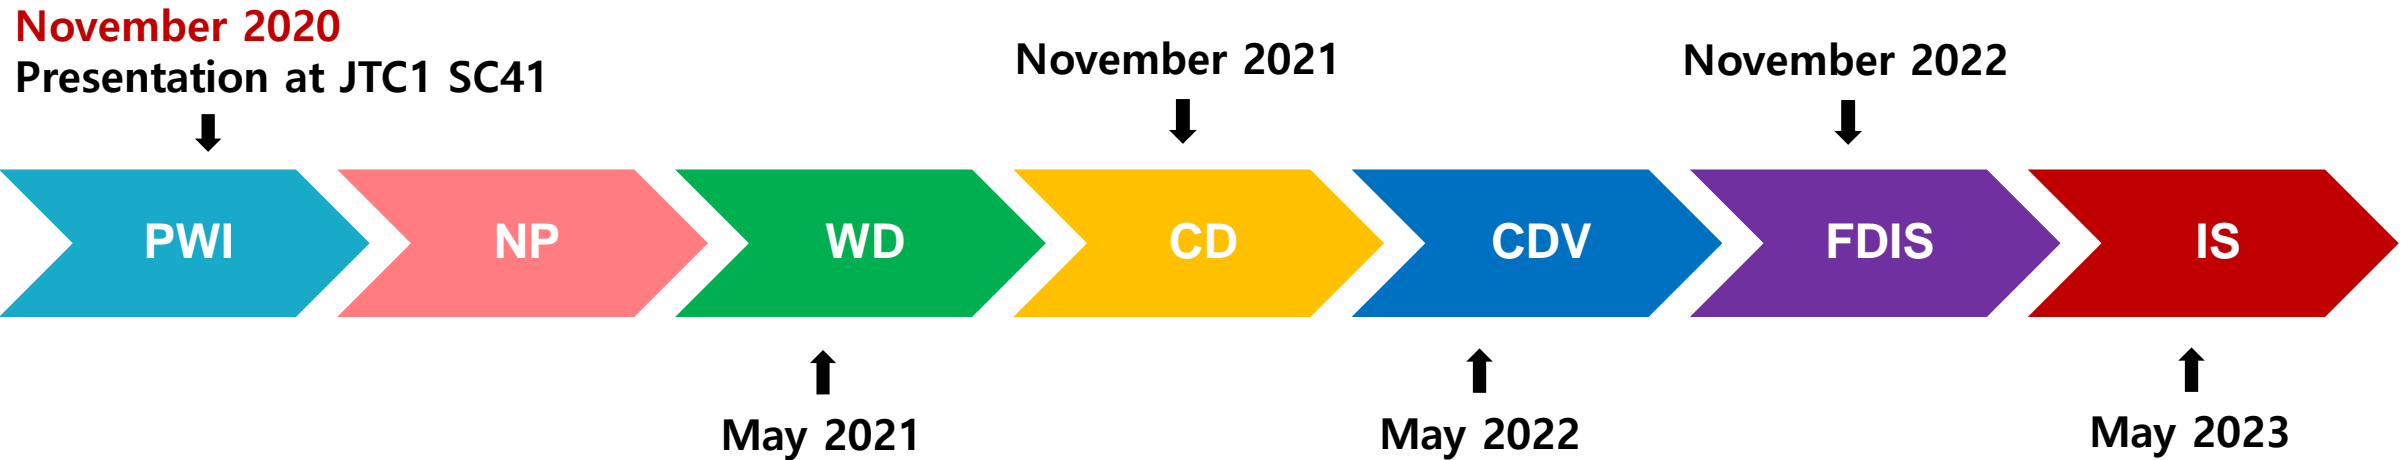 November 2020
Presentation at JTC1 SC41
November 2021
November 2022
PWI
NP
WD
CD
CDV
FDIS
IS
May 2021
May 2022
May 2023